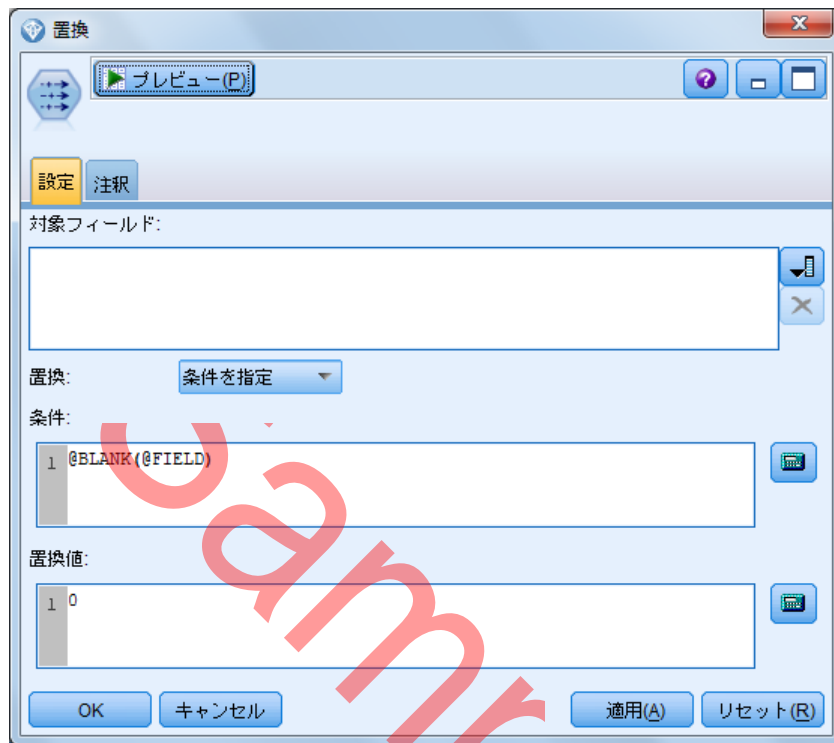 置換
プレビュー(P)
設定 注釈
対象フィールド:
置換: 条件を指定
条件:
1 @BLANK(@FIELD)
置換値:
1 0
OK キャンセル 適用(A) リセット(R)